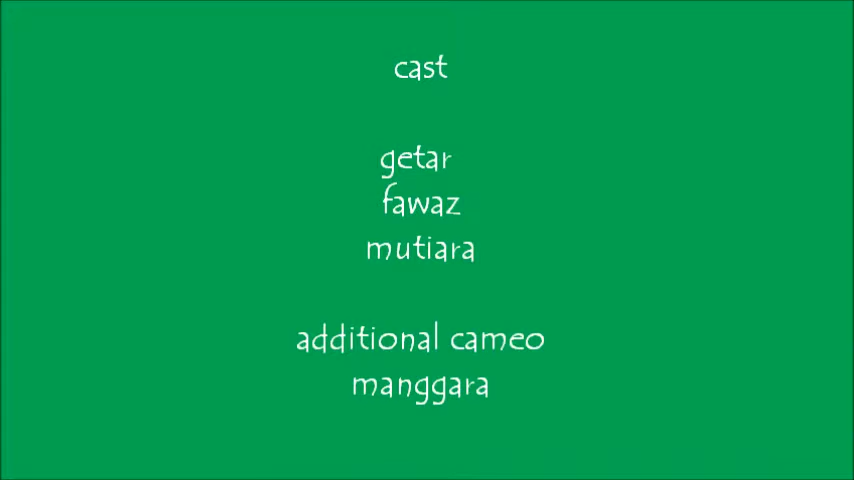 cast
getar
fawaz
mutiara
additional cameo
manggara